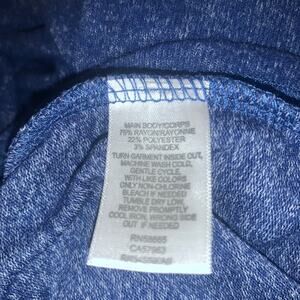 MAIN BODY/CORPS
75% RAYON/RAYONNE
22% POLYESTER
3% SPANDEX
TURN GARMENT INSIDE OUT,
MACHINE WASH COLD,
GENTLE CYCLE,
WITH LIKE COLORS
ONLY NON-CHLORINE
BLEACH IF NEEDED
TUMBLE DRY LOW,
REMOVE PROMPTLY
COOL IRON, WRONG SIDE
OUT IF NEEDED
RN58665
CA57963